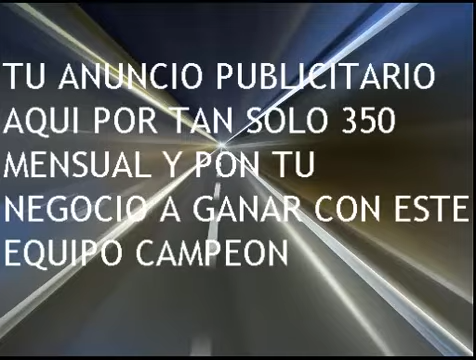 TU ANUNCIO PUBLICITARIO
AQUI POR TAN SOLO 350
MENSUAL Y PON TU
NEGOCIO A GANAR CON ESTE
EQUIPO CAMPEON